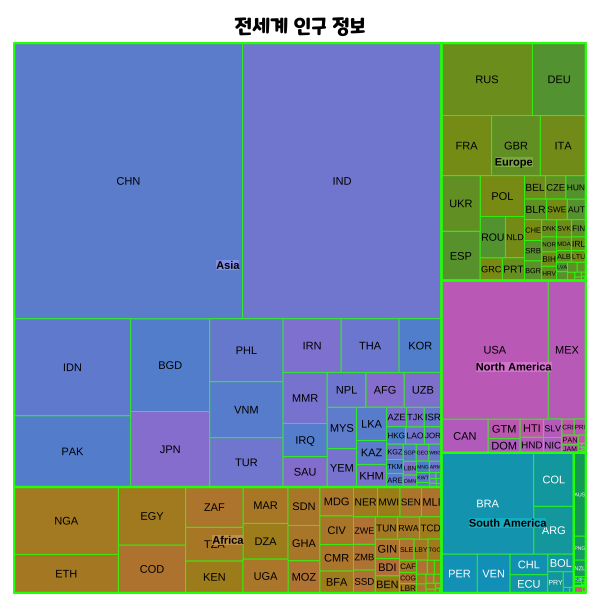 전세계 인구 정보
CHN
IND
Asia
IDN
BGD
PHL
IRN
THA
KOR
PAK
JPN
VNM
TUR
MMR
IRQ
SAU
NPL
AFG
UZB
MYS
YEM
LKA
KAZ
KHM
AZE
TJK
ISR
HKG
LAO
JOR
KGZ
SGP
GEO
TKM
LBN
MNG
ARE
OMN
KWT
RUS
DEU
FRA
GBR
ITA
Europe
UKR
ESP
POL
ROU
NLD
GRC
PRT
BEL
CZE
HUN
BLR
SWE
AUT
CHE
DNK
SVK
FIN
SRB
NOR
MDA
IRL
BIH
ALB
LTU
BGR
HRV
LVA
USA
MEX
North America
CAN
GTM
DOM
HTI
HND
SLV
NIC
CRI
PRI
PAN
JAM
BRA
COL
ARG
South America
PER
VEN
CHL
ECU
BOL
PRY
AUS
PNG
NZL
NGA
ETH
EGY
COD
ZAF
TZA
KEN
Africa
MAR
DZA
UGA
SDN
GHA
MOZ
MDG
CIV
CMR
BFA
NER
MWI
SEN
MLI
ZWE
TUN
RWA
TCD
ZMB
GIN
SLE
LBY
TGO
SSD
BDI
BEN
CAF
COG
LBR